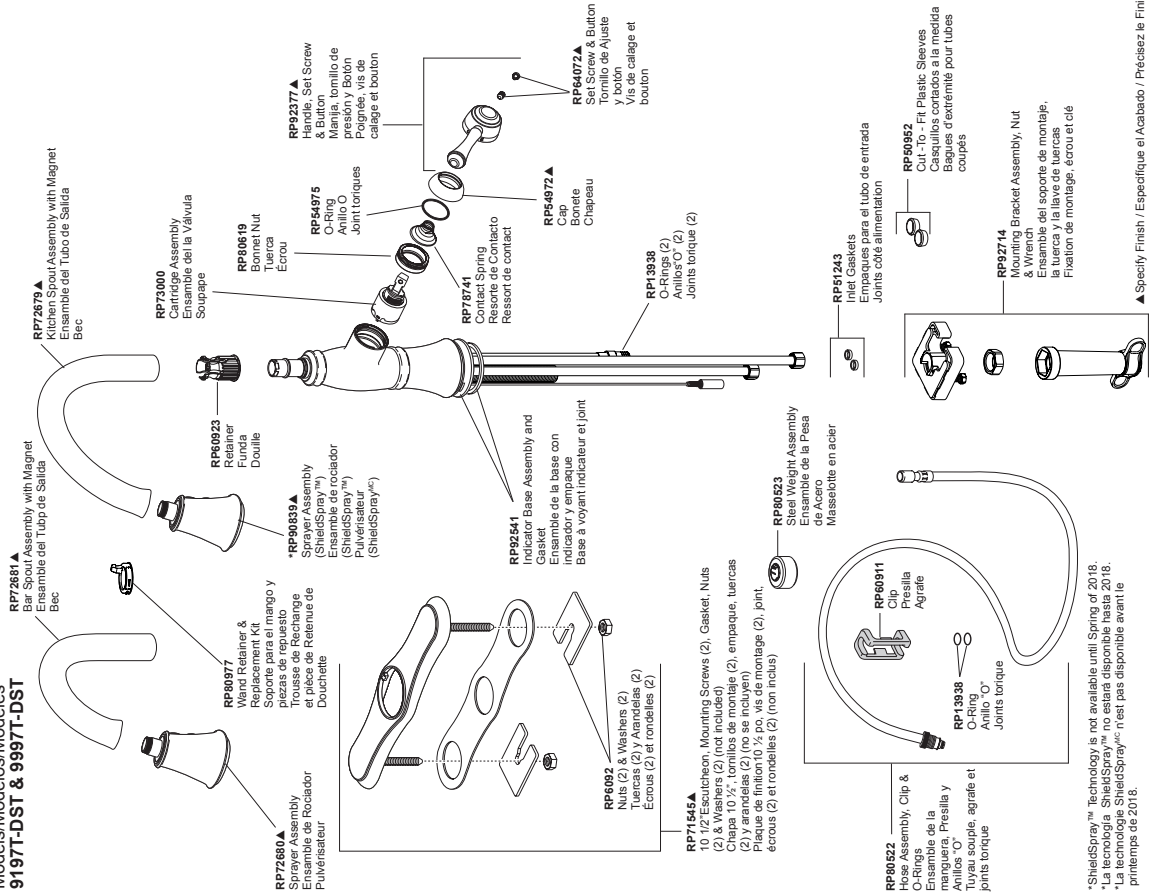 Models/Modelos/Modèles
9197T-DST & 9997T-DST
RP72681▲
Bar Spout Assembly with Magnet
Ensamble del Tubp de Salida
Bec
RP72679▲
Kitchen Spout Assembly with Magnet
Ensamble del Tubo de Salida
Bec
RP80977
Wand Retainer &
Replacement Kit
Soporte para el mango y
piezas de repuesto
Trousse de Rechange
et pièce de Retenue de
Douchette
RP72680▲
Sprayer Assembly
Ensamble de Rociador
Pulvérisateur
*RP90839▲
Sprayer Assembly
(ShieldSpray™)
Ensamble de rociador
(ShieldSpray™)
Pulvérisateur
(ShieldSprayMC)
RP60923
Retainer
Funda
Douille
RP73000
Cartridge Assembly
Ensamble del la Válvula
Soupape
RP80619
Bonnet Nut
Tuerca
Écrou
RP54975
O-Ring
Anillo O
Joint toriques
RP92377▲
Handle, Set Screw
& Button
Manija, tornillo de
presión y Botón
Poignée, vis de
calage et bouton
RP64072▲
Set Screw & Button
Tornillo de Ajuste
y botón
Vis de calage et
bouton
RP54972▲
Cap
Bonete
Chapeau
RP78741
Contact Spring
Resorte de Contacto
Ressort de contact
RP13938
O-Rings (2)
Anillos"O" (2)
Joints torique (2)
RP92541
Indicator Base Assembly and
Gasket
Ensamble de la base con
indicador y empaque
Base à voyant indicateur et joint
RP6092
Nuts (2) & Washers (2)
Tuercas (2) y Arandelas (2)
Écrous (2) et rondelles (2)
RP71545▲
10 1/2"Escutcheon, Mounting Screws (2), Gasket, Nuts
(2) & Washers (2) (not included)
Chapa 10 ½", tornillos de montaje (2), empaque, tuercas
(2) y arandelas (2) (no se incluyen)
Plaque de finition10 ½ po, vis de montage (2), joint,
écrous (2) et rondelles (2) (non inclus)
RP51243
Inlet Gaskets
Empaques para el tubo de entrada
Joints côté alimentation
RP50952
Cut -To - Fit Plastic Sleeves
Casquillos cortados a la medida
Bagues d'extrémité pour tubes
coupés
RP92714
Mounting Bracket Assembly, Nut
& Wrench
Ensamble del soporte de montaje,
la tuerca y la llave de tuercas
Fixation de montage, écrou et clé
RP80523
Steel Weight Assembly
Ensamble de la Pesa
de Acero
Masselotte en acier
RP60911
Clip
Presilla
Agrafe
RP13938
O-Ring
Anillo "O"
Joints torique
RP80522
Hose Assembly, Clip &
O-Rings
Ensamble de la
manguera, Presilla y
Anillos "O"
Tuyau souple, agrafe et
joints torique
*ShieldSpray™ Technology is not available until Spring of 2018.
*La tecnología ShieldSpray™ no estará disponible hasta 2018.
*La technologie ShieldSprayMC n'est pas disponible avant le
printemps de 2018.
▲Specify Finish / Especifíque el Acabado / Précisez le Fini